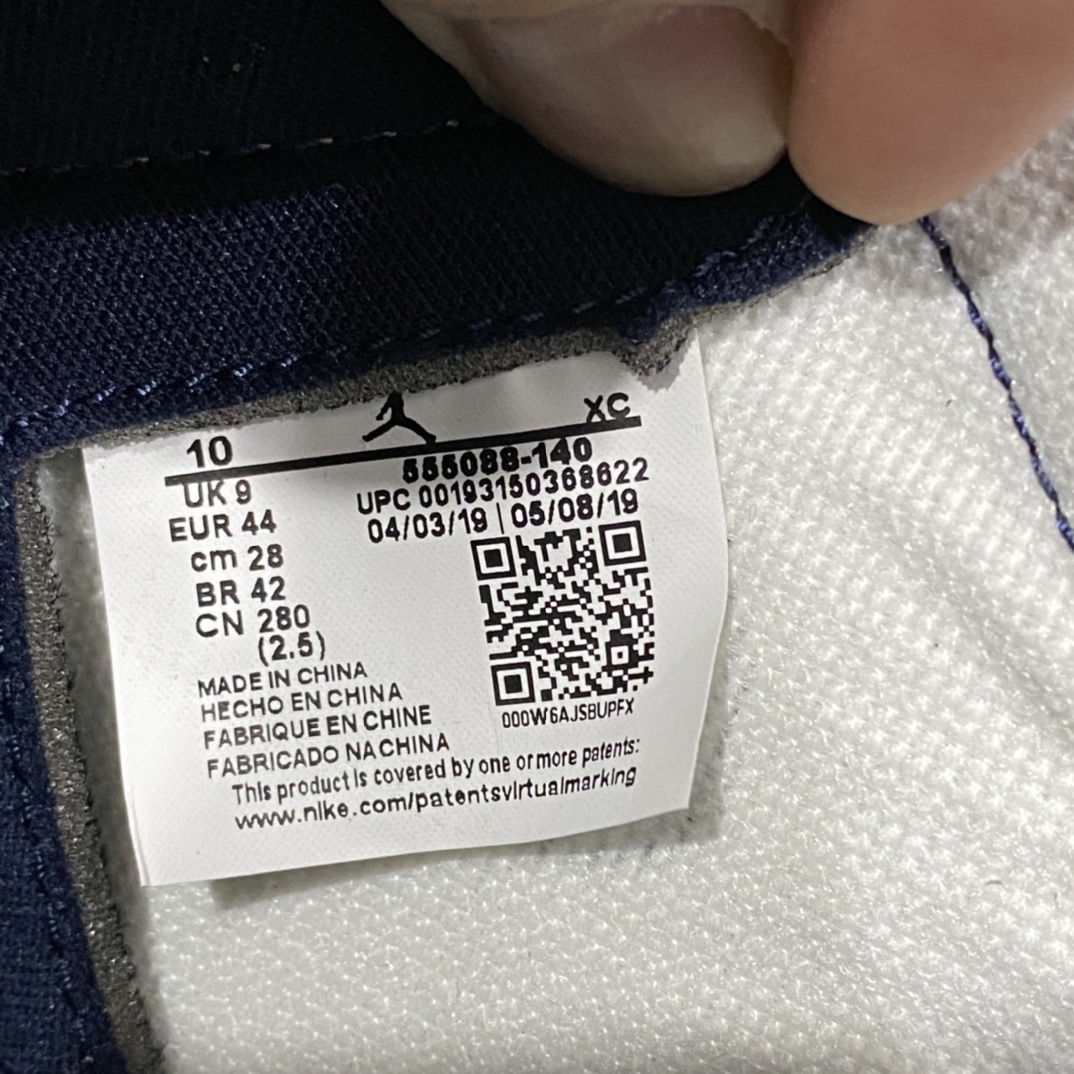 10
XC
UK 9
EUR 44
cm 28
BR 42
CN 280
(2.5)
555088-140
UPC 00193150368622
04/03/19 | 05/08/19
000W6AJSBUPFX
MADE IN CHINA
HECHO EN CHINA
FABRIQUE EN CHINE
FABRICADO NA CHINA
This product is covered by one or more patents:
www.nike.com/patentsvirtualmarking